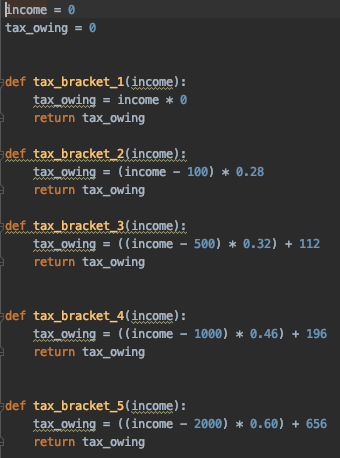 income = 0
tax_owing = 0
def tax_bracket_1(income):
    tax_owing = income * 0
    return tax_owing
def tax_bracket_2(income):
    tax_owing = (income - 100) * 0.28
    return tax_owing
def tax_bracket_3(income):
    tax_owing = ((income - 500) * 0.32) + 112
    return tax_owing
def tax_bracket_4(income):
    tax_owing = ((income - 1000) * 0.46) + 196
    return tax_owing
def tax_bracket_5(income):
    tax_owing = ((income - 2000) * 0.60) + 656
    return tax_owing